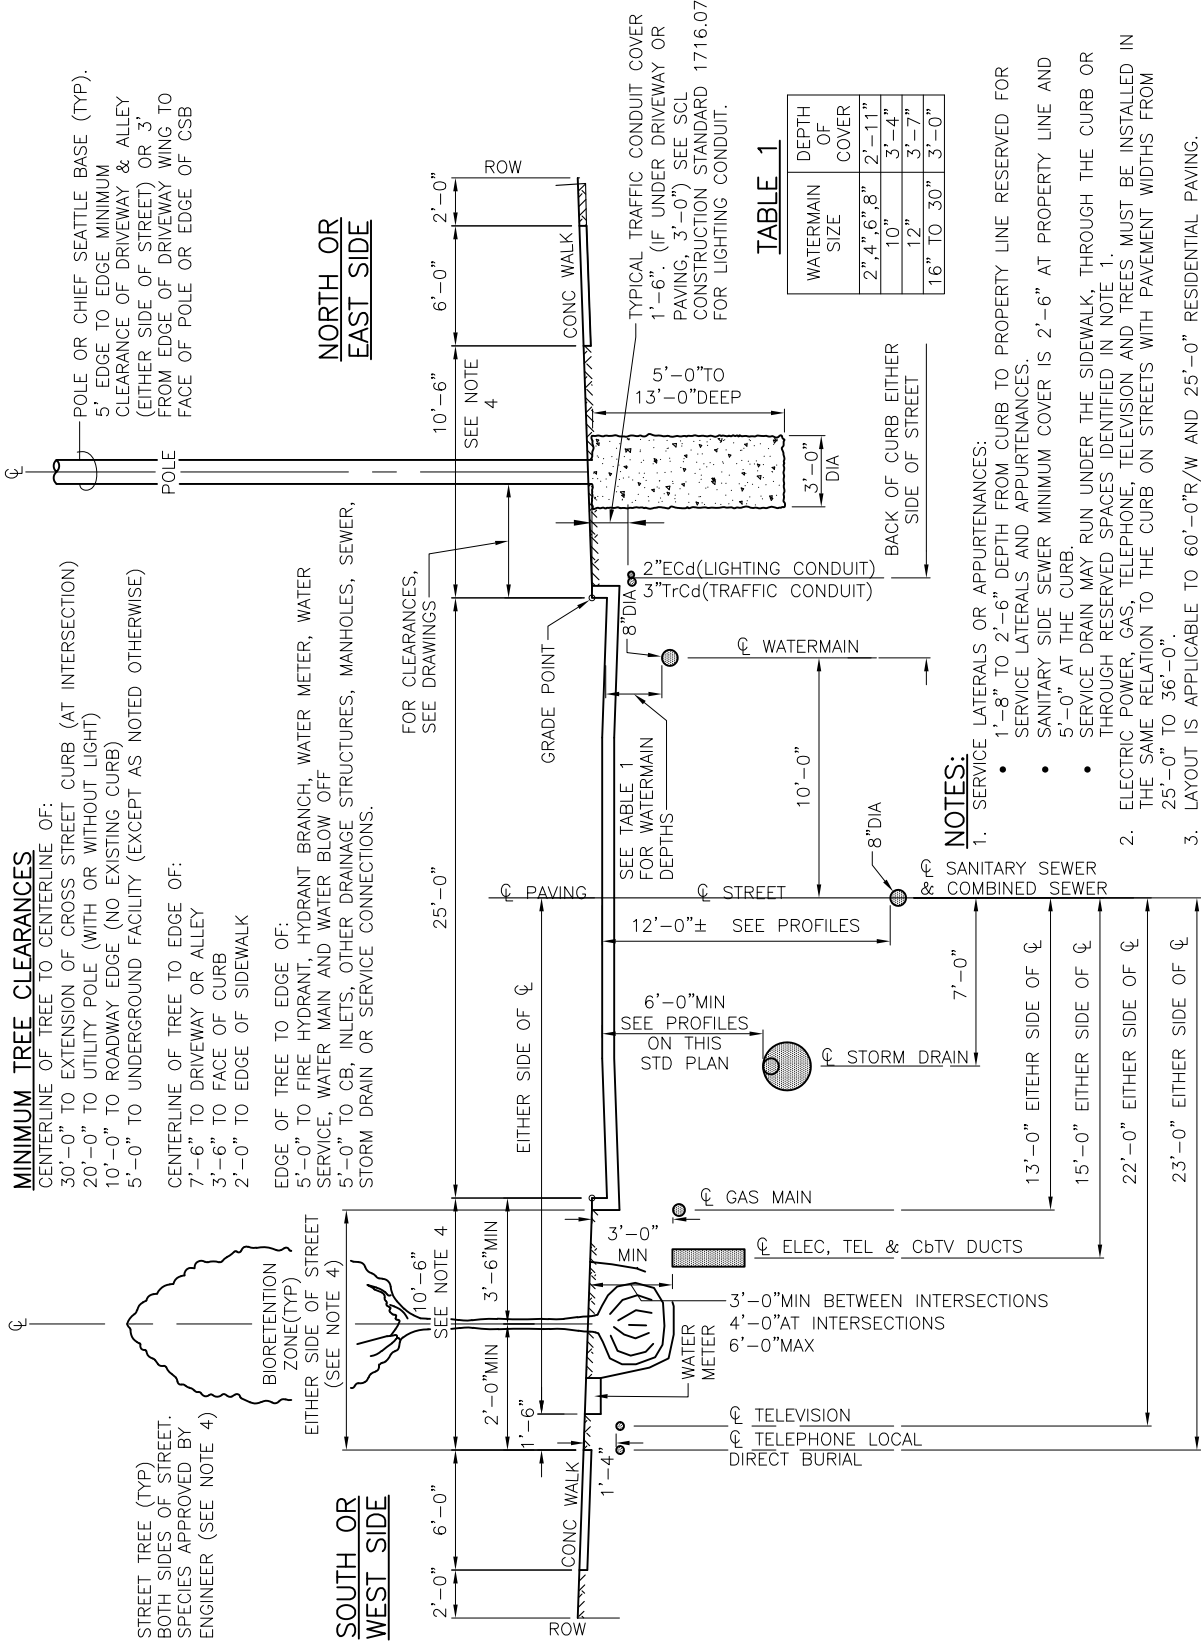 MINIMUM TREE CLEARANCES
CENTERLINE OF TREE TO CENTERLINE OF:
30'-0" TO EXTENSION OF CROSS STREET CURB (AT INTERSECTION)
20'-0" TO UTILITY POLE (WITH OR WITHOUT LIGHT)
10'-0" TO ROADWAY EDGE (NO EXISTING CURB)
5'-0" TO UNDERGROUND FACILITY (EXCEPT AS NOTED OTHERWISE)
CENTERLINE OF TREE TO EDGE OF:
7'-6" TO DRIVEWAY OR ALLEY
3'-6" TO FACE OF CURB
2'-0" TO EDGE OF SIDEWALK
EDGE OF TREE TO EDGE OF:
5'-0" TO FIRE HYDRANT, HYDRANT BRANCH, WATER METER, WATER
SERVICE, WATER MAIN AND WATER BLOW OFF
5'-0" TO CB, INLETS, OTHER DRAINAGE STRUCTURES, MANHOLES, SEWER,
STORM DRAIN OR SERVICE CONNECTIONS.
POLE OR CHIEF SEATTLE BASE (TYP).
5' EDGE TO EDGE MINIMUM
CLEARANCE OF DRIVEWAY & ALLEY
(EITHER SIDE OF STREET) OR 3'
FROM EDGE OF DRIVEWAY WING TO
FACE OF POLE OR EDGE OF CSB
℄
POLE
℄
STREET TREE (TYP)
BOTH SIDES OF STREET.
SPECIES APPROVED BY
ENGINEER (SEE NOTE 4)
BIORETENTION
ZONE(TYP)
EITHER SIDE OF STREET
(SEE NOTE 4)
SOUTH OR
WEST SIDE
NORTH OR
EAST SIDE
2'-0"
6'-0"
10'-6"
SEE NOTE 4
25'-0"
10'-6"
SEE NOTE
4
6'-0"
2'-0"
ROW
ROW
2'-0"MIN
3'-6"MIN
1'-6"
EITHER SIDE OF ℄
FOR CLEARANCES,
SEE DRAWINGS
GRADE POINT
CONC WALK
CONC WALK
1'-4"
WATER
METER
3'-0"
MIN
3'-0"MIN BETWEEN INTERSECTIONS
4'-0"AT INTERSECTIONS
6'-0"MAX
℄ TELEVISION
℄ TELEPHONE LOCAL
DIRECT BURIAL
℄ GAS MAIN
℄ ELEC, TEL & CbTV DUCTS
6'-0"MIN
SEE PROFILES
ON THIS
STD PLAN
℄ STORM DRAIN
℄ PAVING
℄ STREET
12'-0"± SEE PROFILES
8"DIA
℄ SANITARY SEWER
& COMBINED SEWER
7'-0"
13'-0" EITEHR SIDE OF ℄
15'-0" EITHER SIDE OF ℄
22'-0" EITHER SIDE OF ℄
23'-0" EITHER SIDE OF ℄
SEE TABLE 1
FOR WATERMAIN
DEPTHS
10'-0"
8"DIA
℄ WATERMAIN
2"ECd(LIGHTING CONDUIT)
3"TrCd(TRAFFIC CONDUIT)
BACK OF CURB EITHER
SIDE OF STREET
3'-0"
DIA
5'-0"TO
13'-0"DEEP
TYPICAL TRAFFIC CONDUIT COVER
1'-6". (IF UNDER DRIVEWAY OR
PAVING, 3'-0") SEE SCL
CONSTRUCTION STANDARD 1716.07
FOR LIGHTING CONDUIT.
TABLE 1
WATERMAIN
SIZE
DEPTH
OF
COVER
2",4",6",8" 2'-11"
10" 3'-4"
12" 3'-7"
16" TO 30" 3'-0"
NOTES:
1. SERVICE LATERALS OR APPURTENANCES:
• 1'-8" TO 2'-6" DEPTH FROM CURB TO PROPERTY LINE RESERVED FOR
SERVICE LATERALS AND APPURTENANCES.
• SANITARY SIDE SEWER MINIMUM COVER IS 2'-6" AT PROPERTY LINE AND
5'-0" AT THE CURB.
• SERVICE DRAIN MAY RUN UNDER THE SIDEWALK, THROUGH THE CURB OR
THROUGH RESERVED SPACES IDENTIFIED IN NOTE 1.
2. ELECTRIC POWER, GAS, TELEPHONE, TELEVISION AND TREES MUST BE INSTALLED IN
THE SAME RELATION TO THE CURB ON STREETS WITH PAVEMENT WIDTHS FROM
25'-0" TO 36'-0".
3. LAYOUT IS APPLICABLE TO 60'-0"R/W AND 25'-0" RESIDENTIAL PAVING.